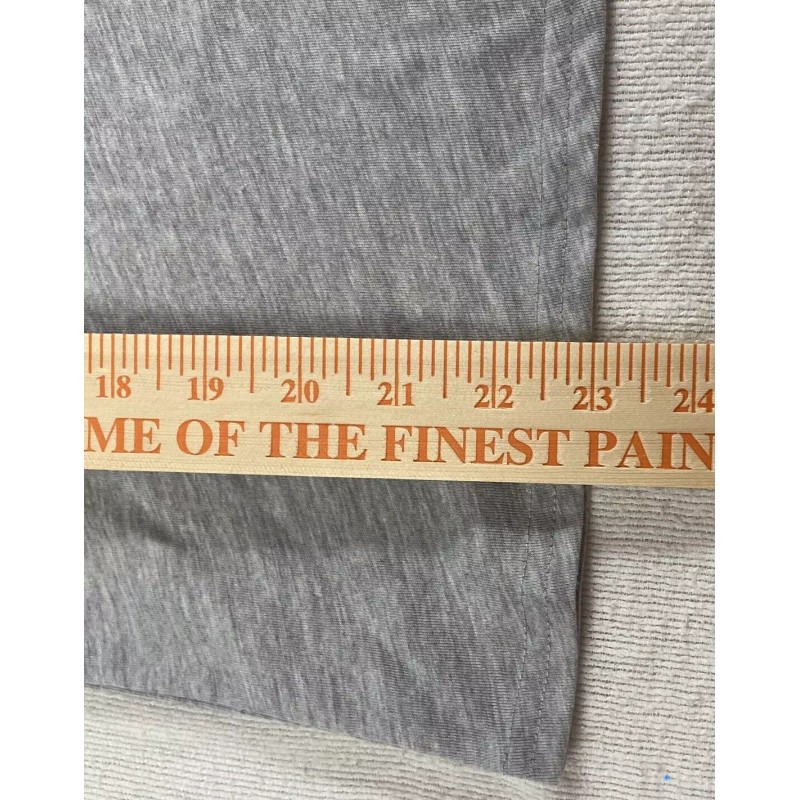 18 19 20 21 22 23 24
ME OF THE FINEST PAIN